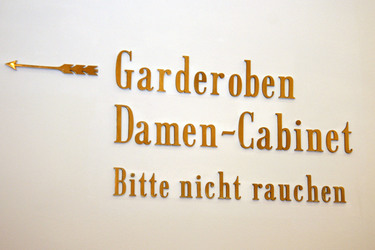 Garderoben
Damen-Cabinet
Bitte nicht rauchen